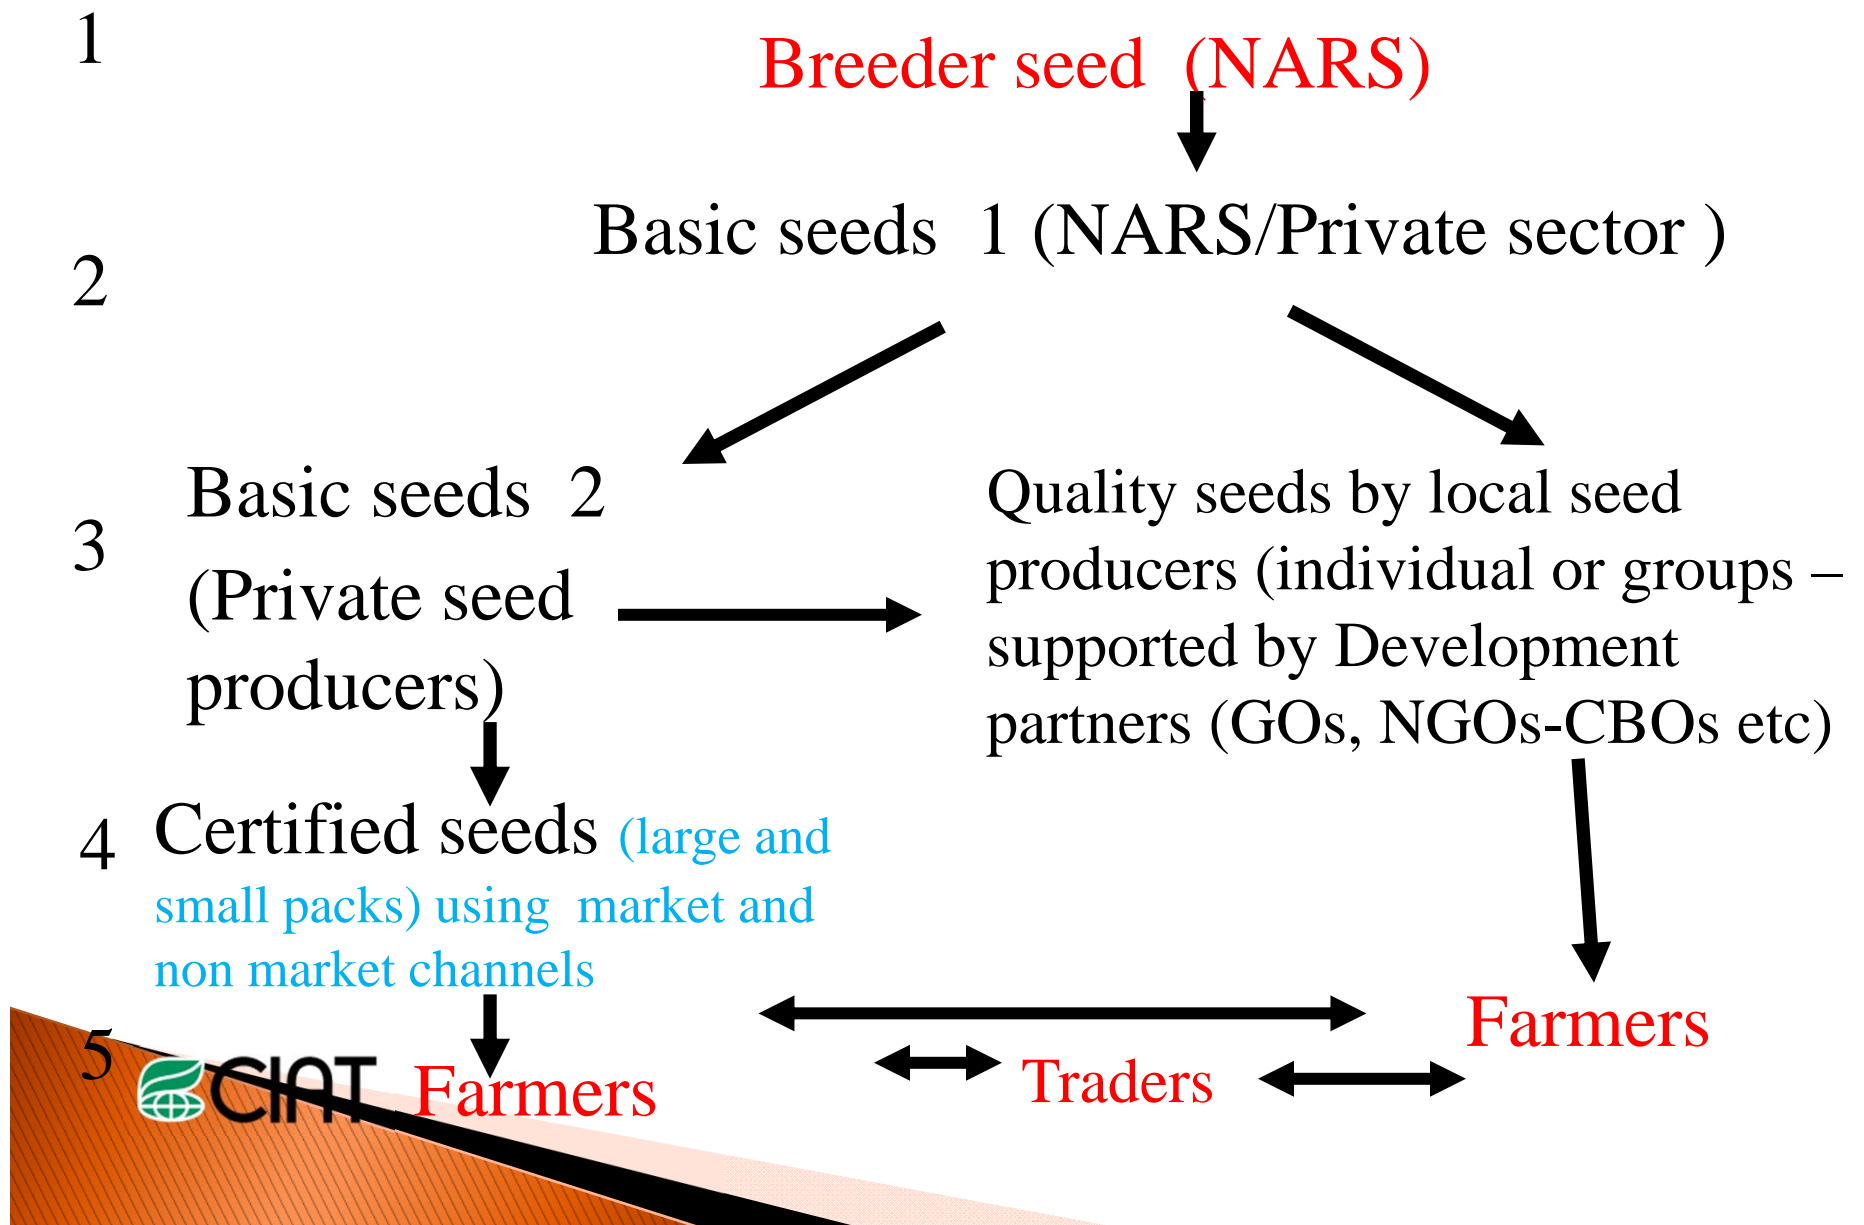 1
Breeder seed (NARS)
Basic seeds 1 (NARS/Private sector )
2
Basic seeds 2
(Private seed
producers)
3
Quality seeds by local seed
producers (individual or groups –
supported by Development
partners (GOs, NGOs-CBOs etc)
4
Certified seeds (large and
small packs) using market and
non market channels
5
CIAT
Farmers
Traders
Farmers